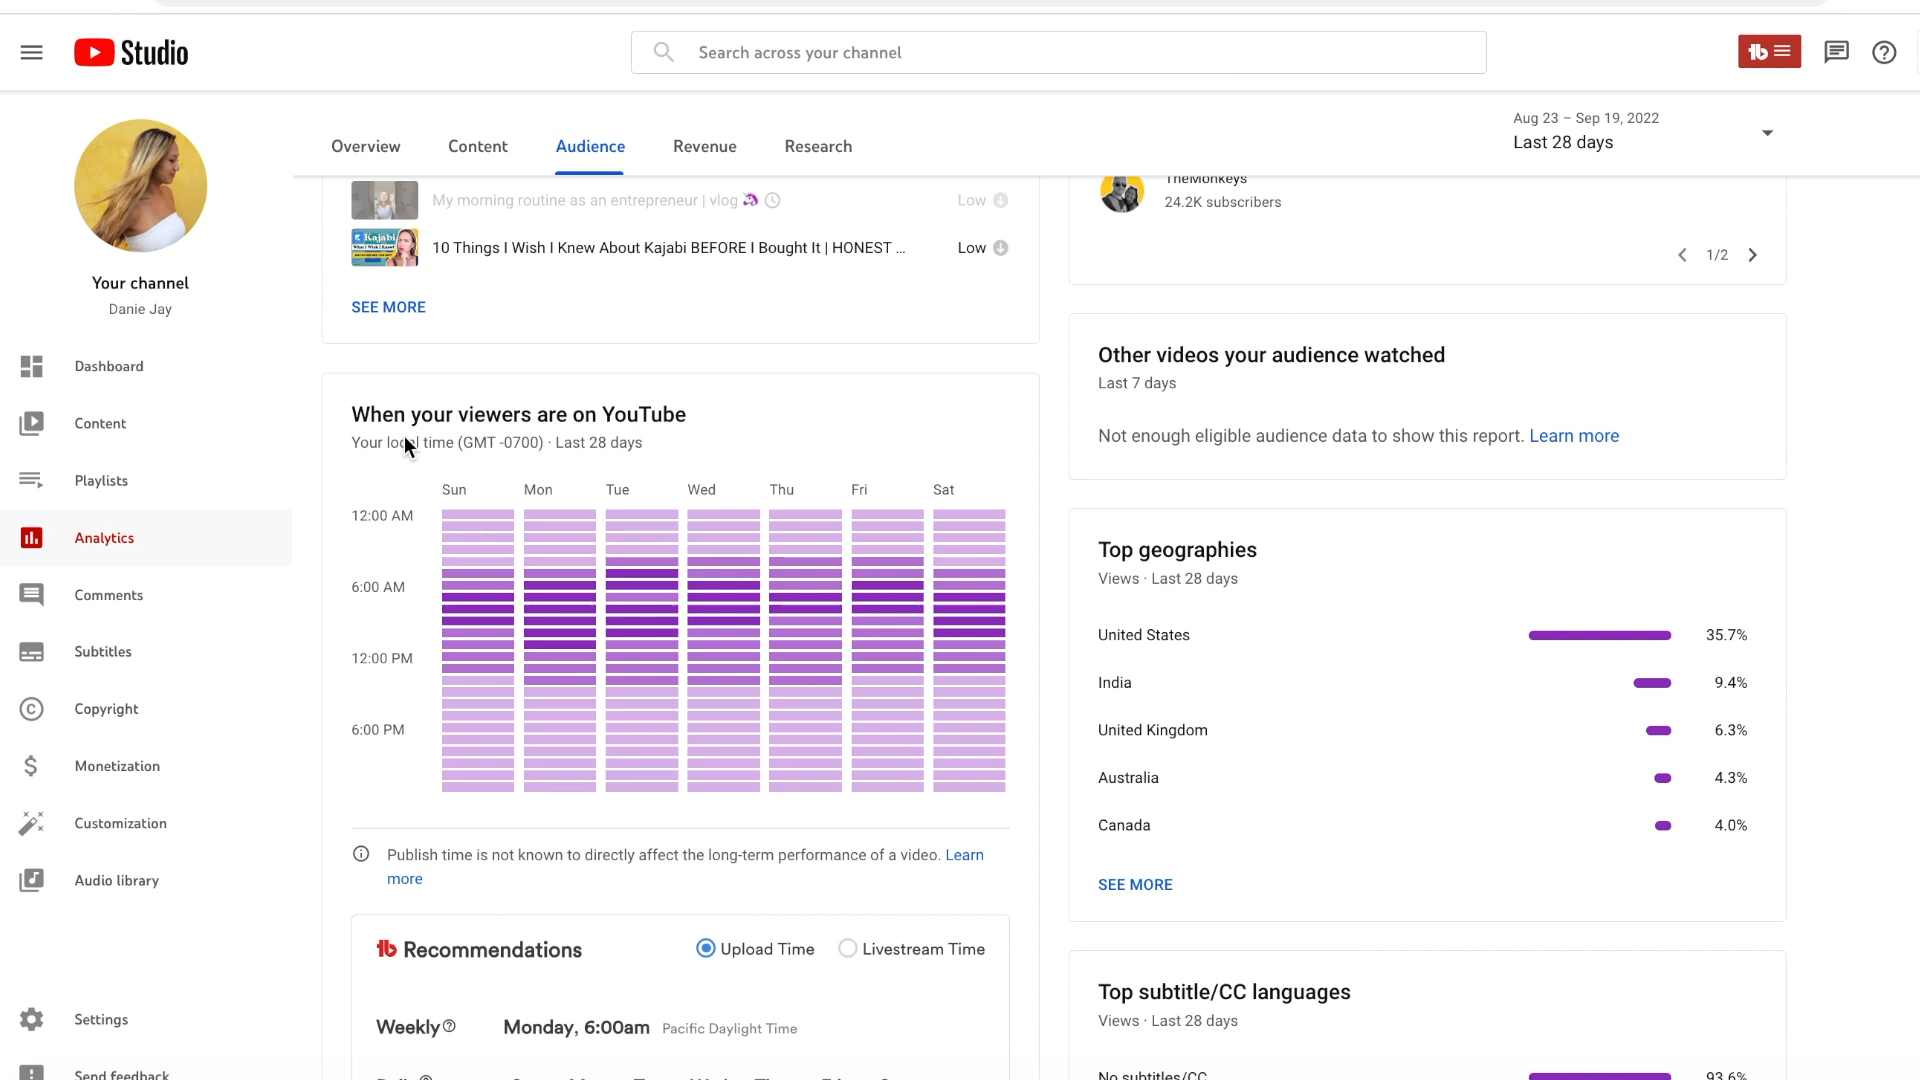 Studio
Search across your channel
Your channel
Danie Jay
Dashboard
Content
Playlists
Analytics
Comments
Subtitles
Copyright
Monetization
Customization
Audio library
Settings
Send feedback
Overview
Content
Audience
Revenue
Research
Aug 23 – Sep 19, 2022
Last 28 days
My morning routine as an entrepreneur | vlog 🦄
Low
Kajabi
10 Things I Wish I Knew About Kajabi BEFORE I Bought It | HONEST ...
Low
SEE MORE
When your viewers are on YouTube
Your local time (GMT -0700) · Last 28 days
Sun Mon Tue Wed Thu Fri Sat
12:00 AM
6:00 AM
12:00 PM
6:00 PM
Publish time is not known to directly affect the long-term performance of a video. Learn
more
tb Recommendations
Upload Time
Livestream Time
Weekly
Monday, 6:00am Pacific Daylight Time
TheMonkeys
24.2K subscribers
1/2
Other videos your audience watched
Last 7 days
Not enough eligible audience data to show this report. Learn more
Top geographies
Views · Last 28 days
United States 35.7%
India 9.4%
United Kingdom 6.3%
Australia 4.3%
Canada 4.0%
SEE MORE
Top subtitle/CC languages
Views · Last 28 days
No subtitles/CC 93.6%